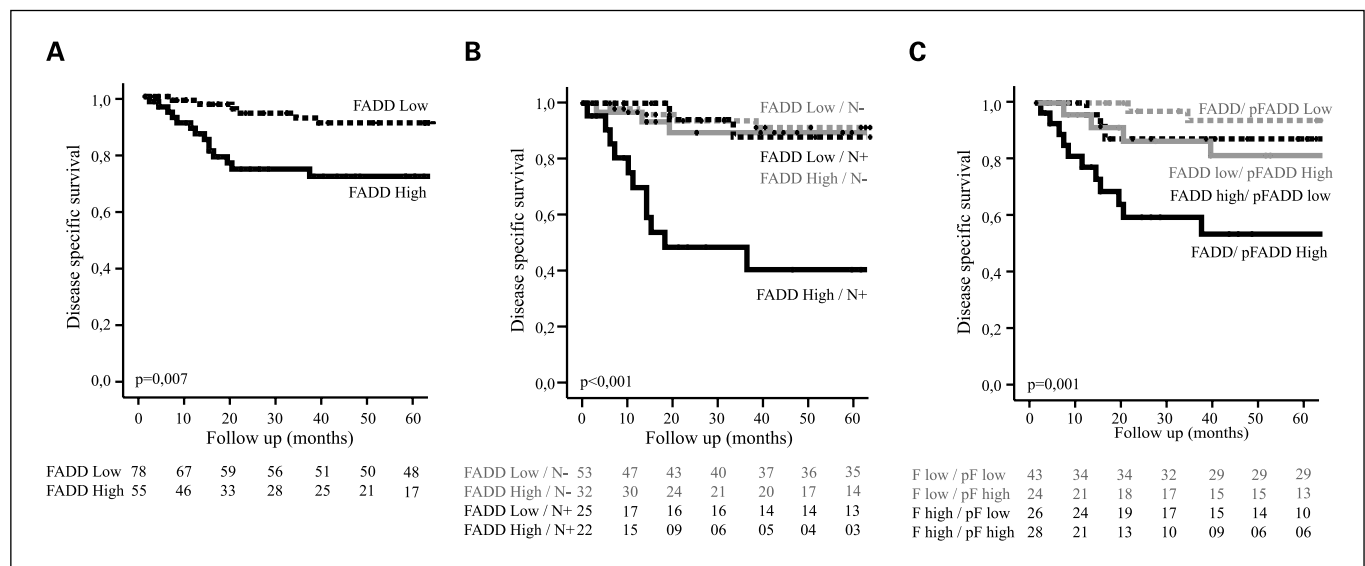 A
Disease specific survival
1,0
0,8
0,6
0,4
0,2
0,0
FADD Low
FADD High
p=0,007
0 10 20 30 40 50 60
Follow up (months)
FADD Low 78 67 59 56 51 50 48
FADD High 55 46 33 28 25 21 17
B
Disease specific survival
1,0
0,8
0,6
0,4
0,2
0,0
FADD Low / N-
FADD Low / N+
FADD High / N-
FADD High / N+
p<0,001
0 10 20 30 40 50 60
Follow up (months)
FADD Low / N- 53 47 43 40 37 36 35
FADD High / N- 32 30 24 21 20 17 14
FADD Low / N+ 25 17 16 16 14 14 13
FADD High / N+ 22 15 09 06 05 04 03
C
Disease specific survival
1,0
0,8
0,6
0,4
0,2
0,0
FADD/ pFADD Low
FADD low/ pFADD High
FADD high/ pFADD low
FADD/ pFADD High
p=0,001
0 10 20 30 40 60
Follow up (months)
F low / pF low 43 34 34 32 29 29 29
F low / pF high 24 21 18 17 15 15 13
F high / pF low 26 24 19 17 15 14 10
F high / pF high 28 21 13 10 09 06 06